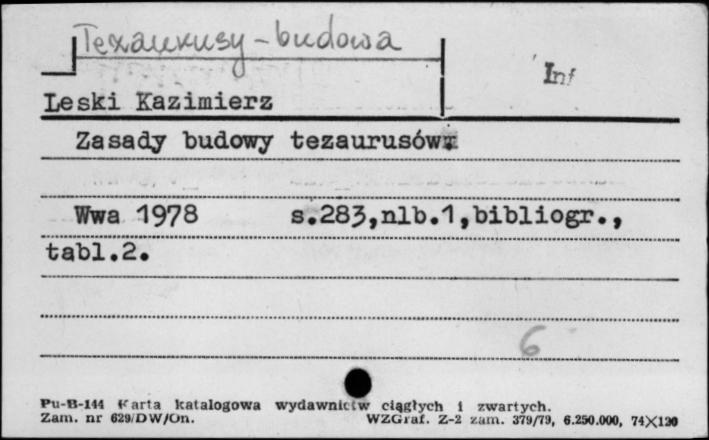 Tezaurusy - budowa
Inf
Leski Kazimierz
Zasady budowy tezaurusów
Wwa 1978 s.283,nlb.1,bibliogr.,
tabl.2.
6
Pu-B-144 Karta katalogowa wydawnictw ciągłych i zwartych.
Zam. nr 629/DW/On. WZGraf. Z-2 zam. 379/79, 6.250.000, 74X120